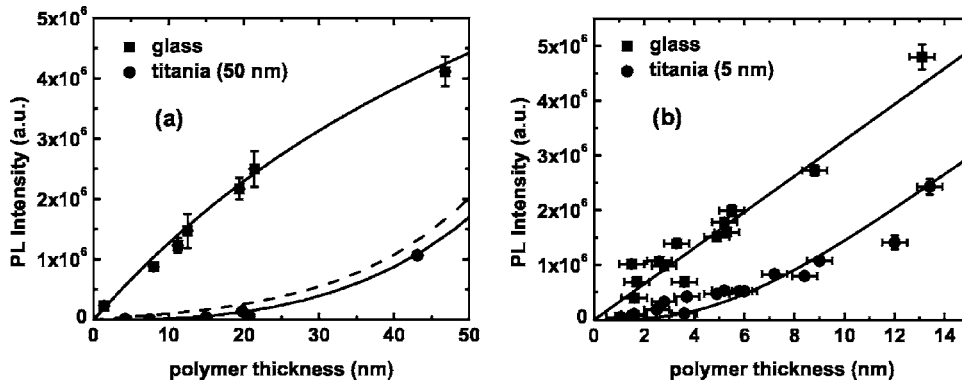 5x10⁶
4x10⁶
3x10⁶
2x10⁶
1x10⁶
0
PL Intensity (a.u.)
glass
titania (50 nm)
(a)
0 10 20 30 40 50
polymer thickness (nm)
5x10⁶
4x10⁶
3x10⁶
2x10⁶
1x10⁶
0
PL Intensity (a.u.)
glass
titania (5 nm)
(b)
0 2 4 6 8 10 12 14
polymer thickness (nm)